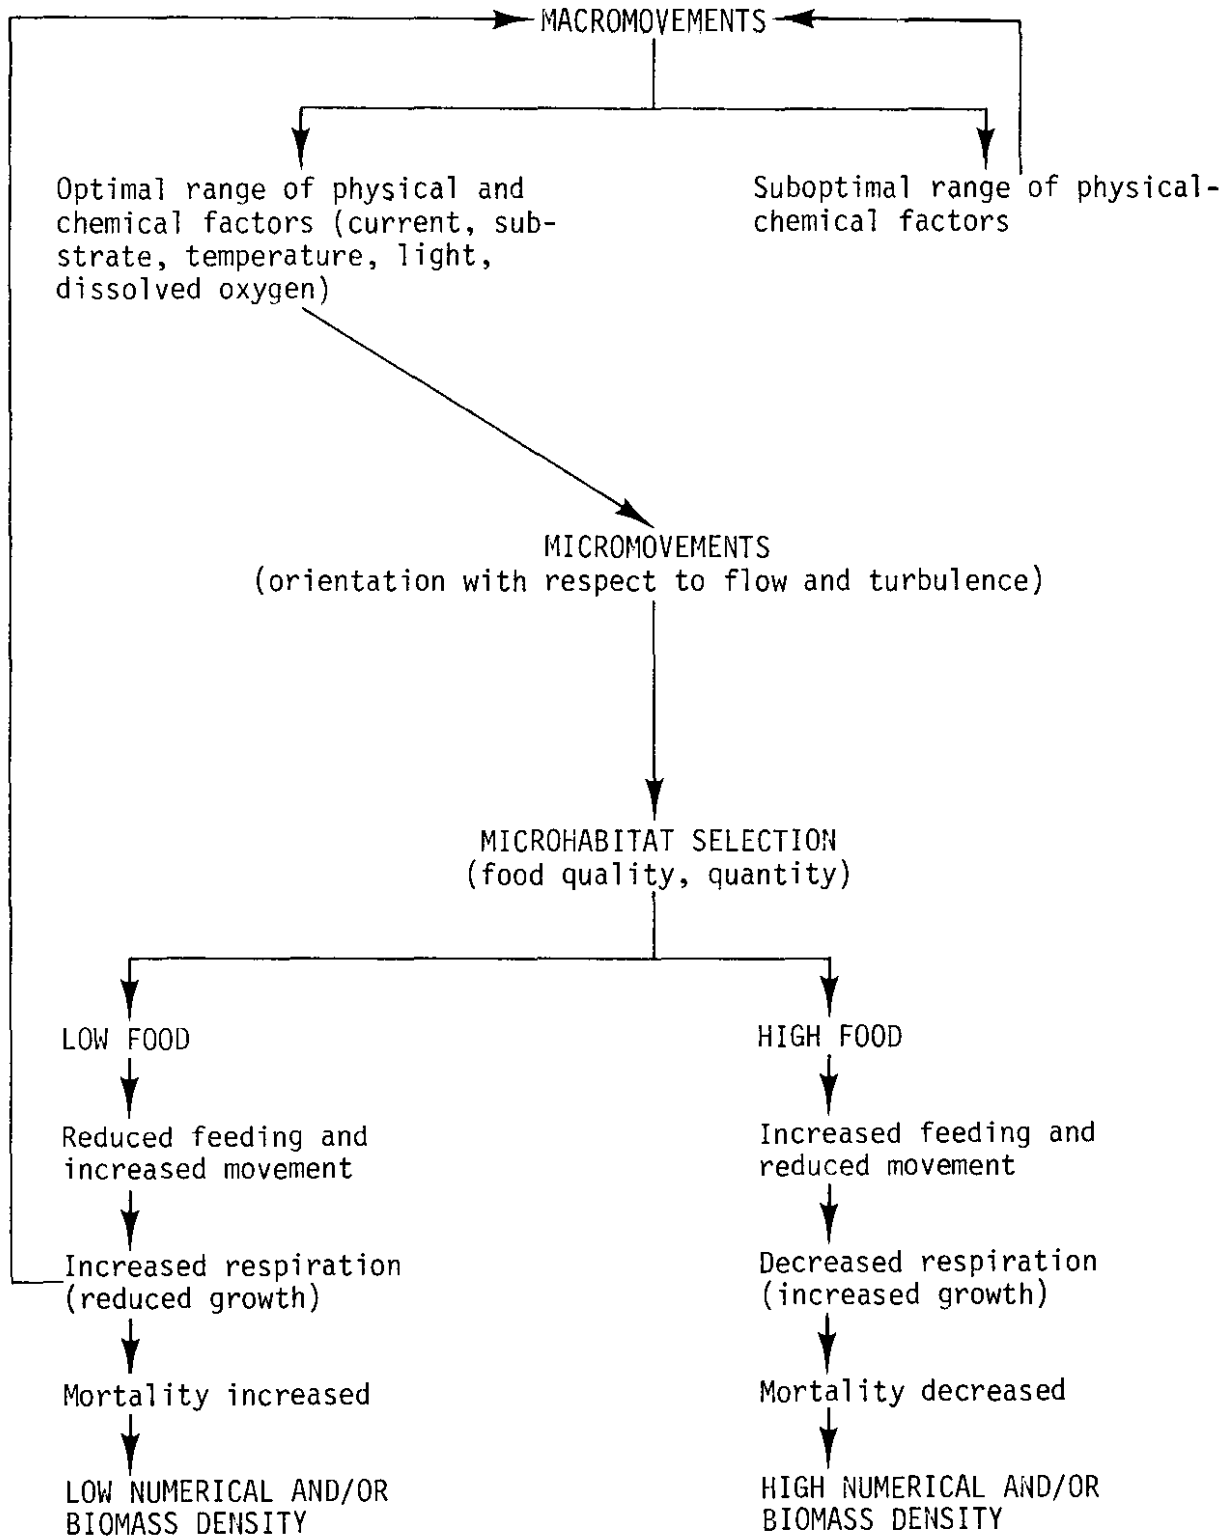 MACROMOVEMENTS
Optimal range of physical and
chemical factors (current, sub-
strate, temperature, light,
dissolved oxygen)
Suboptimal range of physical-
chemical factors
MICROMOVEMENTS
(orientation with respect to flow and turbulence)
MICROHABITAT SELECTION
(food quality, quantity)
LOW FOOD
Reduced feeding and
increased movement
Increased respiration
(reduced growth)
Mortality increased
LOW NUMERICAL AND/OR
BIOMASS DENSITY
HIGH FOOD
Increased feeding and
reduced movement
Decreased respiration
(increased growth)
Mortality decreased
HIGH NUMERICAL AND/OR
BIOMASS DENSITY